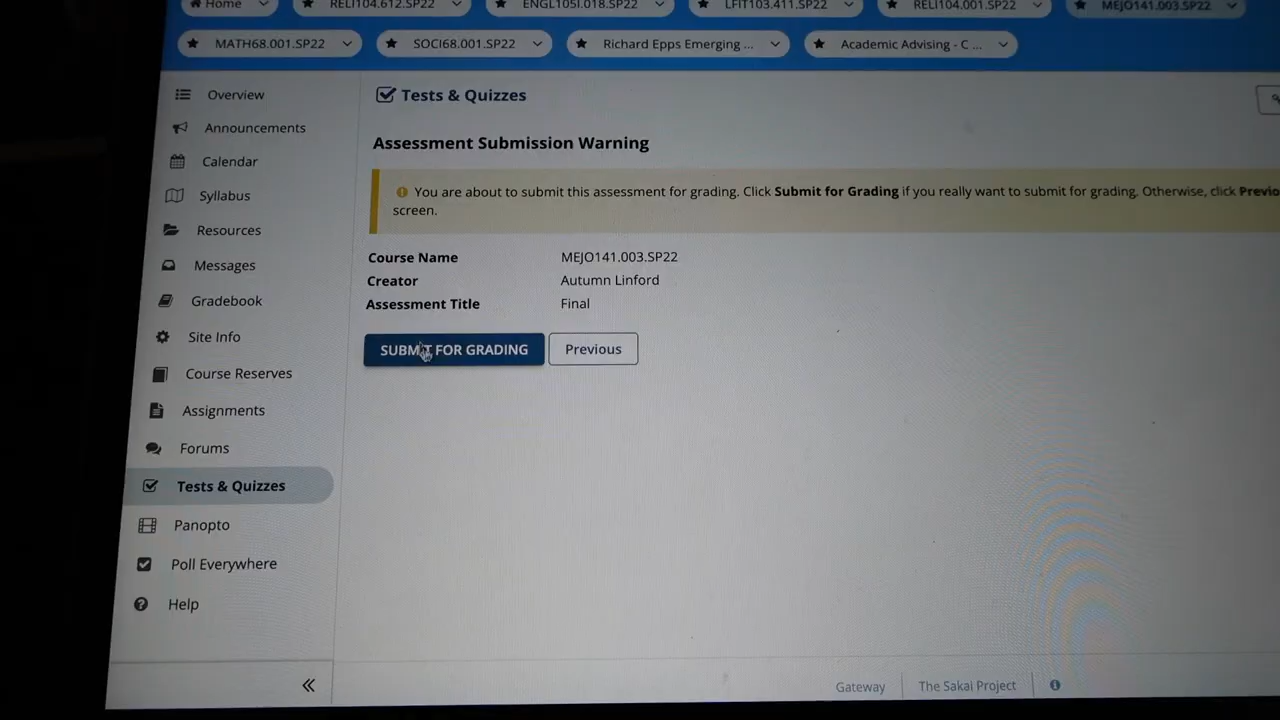 Home
RELI104.612.SP22
ENGL105I.018.SP22
LFIT103.411.SP22
RELI104.001.SP22
MEJO141.003.SP22
MATH68.001.SP22
SOCI68.001.SP22
Richard Epps Emerging ...
Academic Advising - C ...
Overview
Announcements
Calendar
Syllabus
Resources
Messages
Gradebook
Site Info
Course Reserves
Assignments
Forums
Tests & Quizzes
Panopto
Poll Everywhere
Help
Tests & Quizzes
Assessment Submission Warning
You are about to submit this assessment for grading. Click Submit for Grading if you really want to submit for grading. Otherwise, click Previo
screen.
Course Name MEJO141.003.SP22
Creator Autumn Linford
Assessment Title Final
SUBMIT FOR GRADING Previous
Gateway The Sakai Project